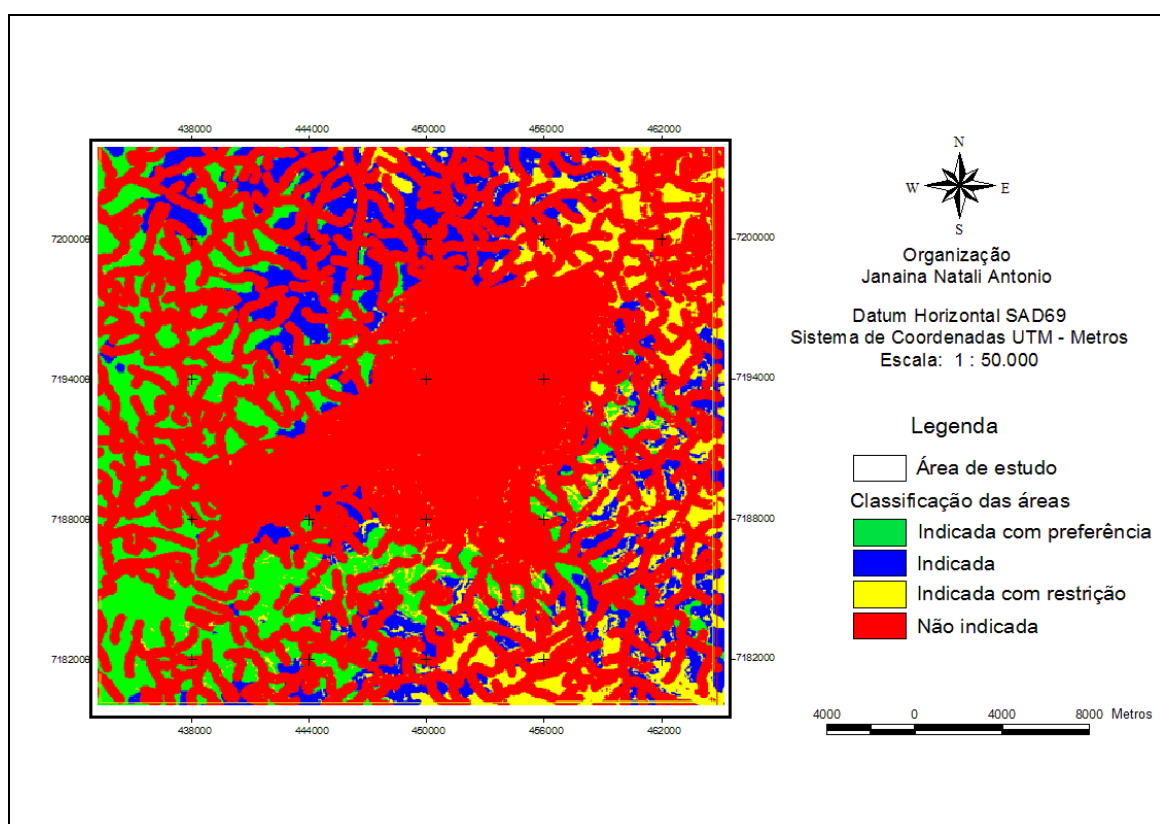 438000 444000 450000 456000 462000
7200000 7200000
7194000 7194000
7188000 7188000
7182000 7182000
438000 444000 450000 456000 462000
N
W E
S
Organização
Janaina Natali Antonio
Datum Horizontal SAD69
Sistema de Coordenadas UTM - Metros
Escala: 1 : 50.000
Legenda
Área de estudo
Classificação das áreas
Indicada com preferência
Indicada
Indicada com restrição
Não indicada
4000 0 4000 8000 Metros